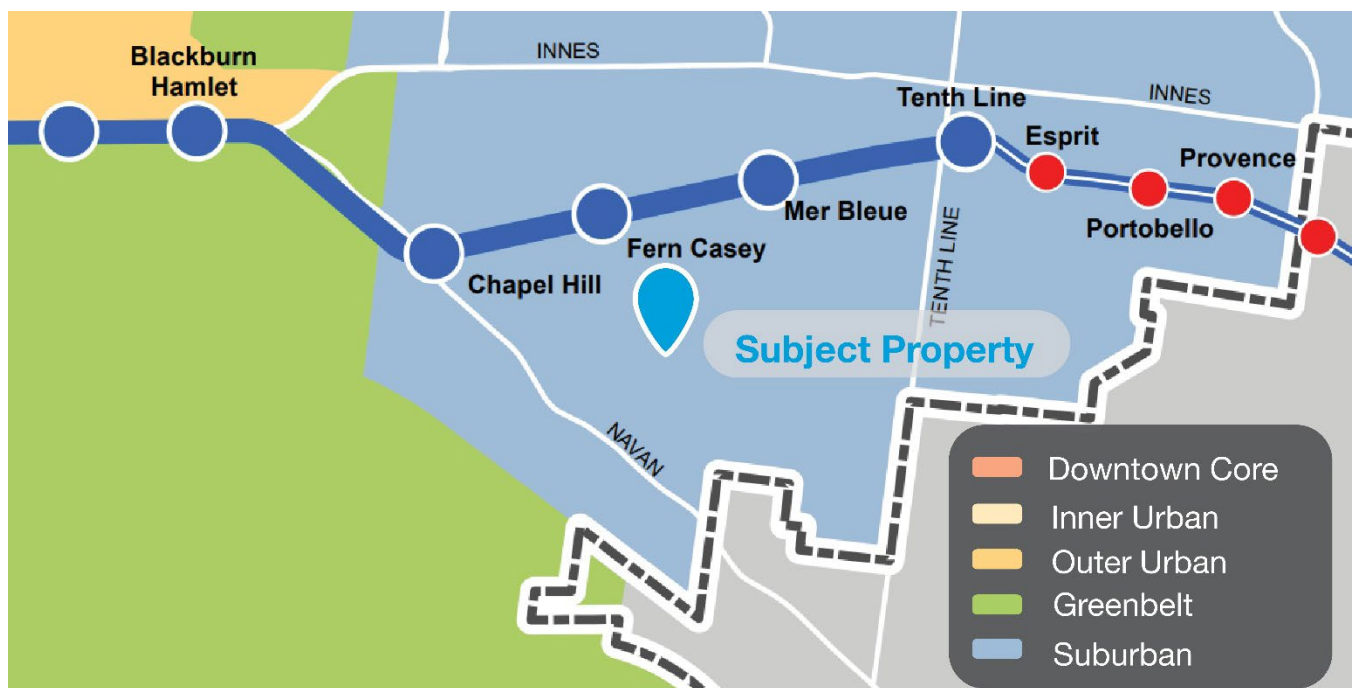 Blackburn
Hamlet
INNES
Tenth Line
INNES
Esprit
Provence
Mer Bleue
Portobello
Fern Casey
Chapel Hill
TENTH LINE
Subject Property
NAVAN
Downtown Core
Inner Urban
Outer Urban
Greenbelt
Suburban